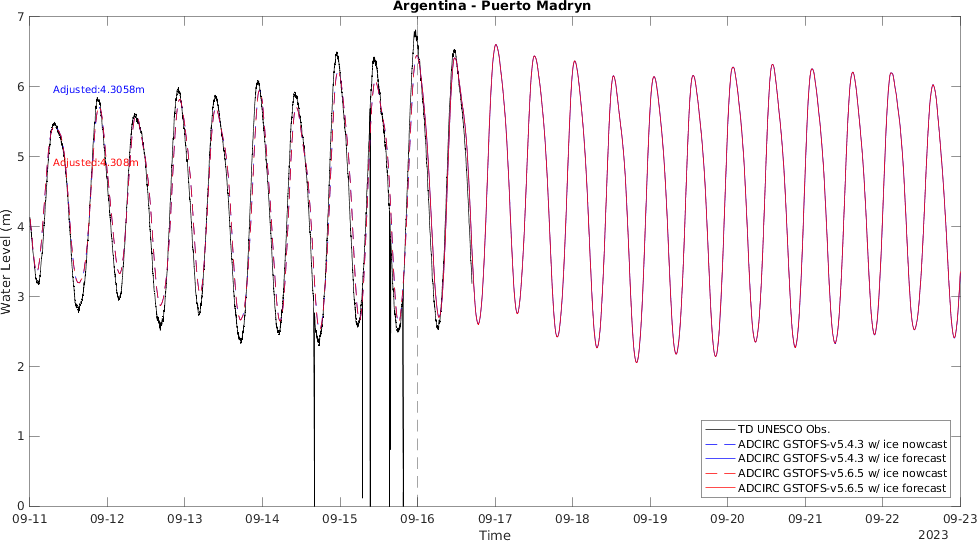 Argentina - Puerto Madryn
7
6
5
4
3
2
1
0
Water Level (m)
Adjusted:4.3058m
Adjusted:4.308m
TD UNESCO Obs.
ADCIRC GSTOFS-v5.4.3 w/ ice nowcast
ADCIRC GSTOFS-v5.4.3 w/ ice forecast
ADCIRC GSTOFS-v5.6.5 w/ ice nowcast
ADCIRC GSTOFS-v5.6.5 w/ ice forecast
09-11 09-12 09-13 09-14 09-15 09-16 09-17 09-18 09-19 09-20 09-21 09-22 09-23
Time
2023